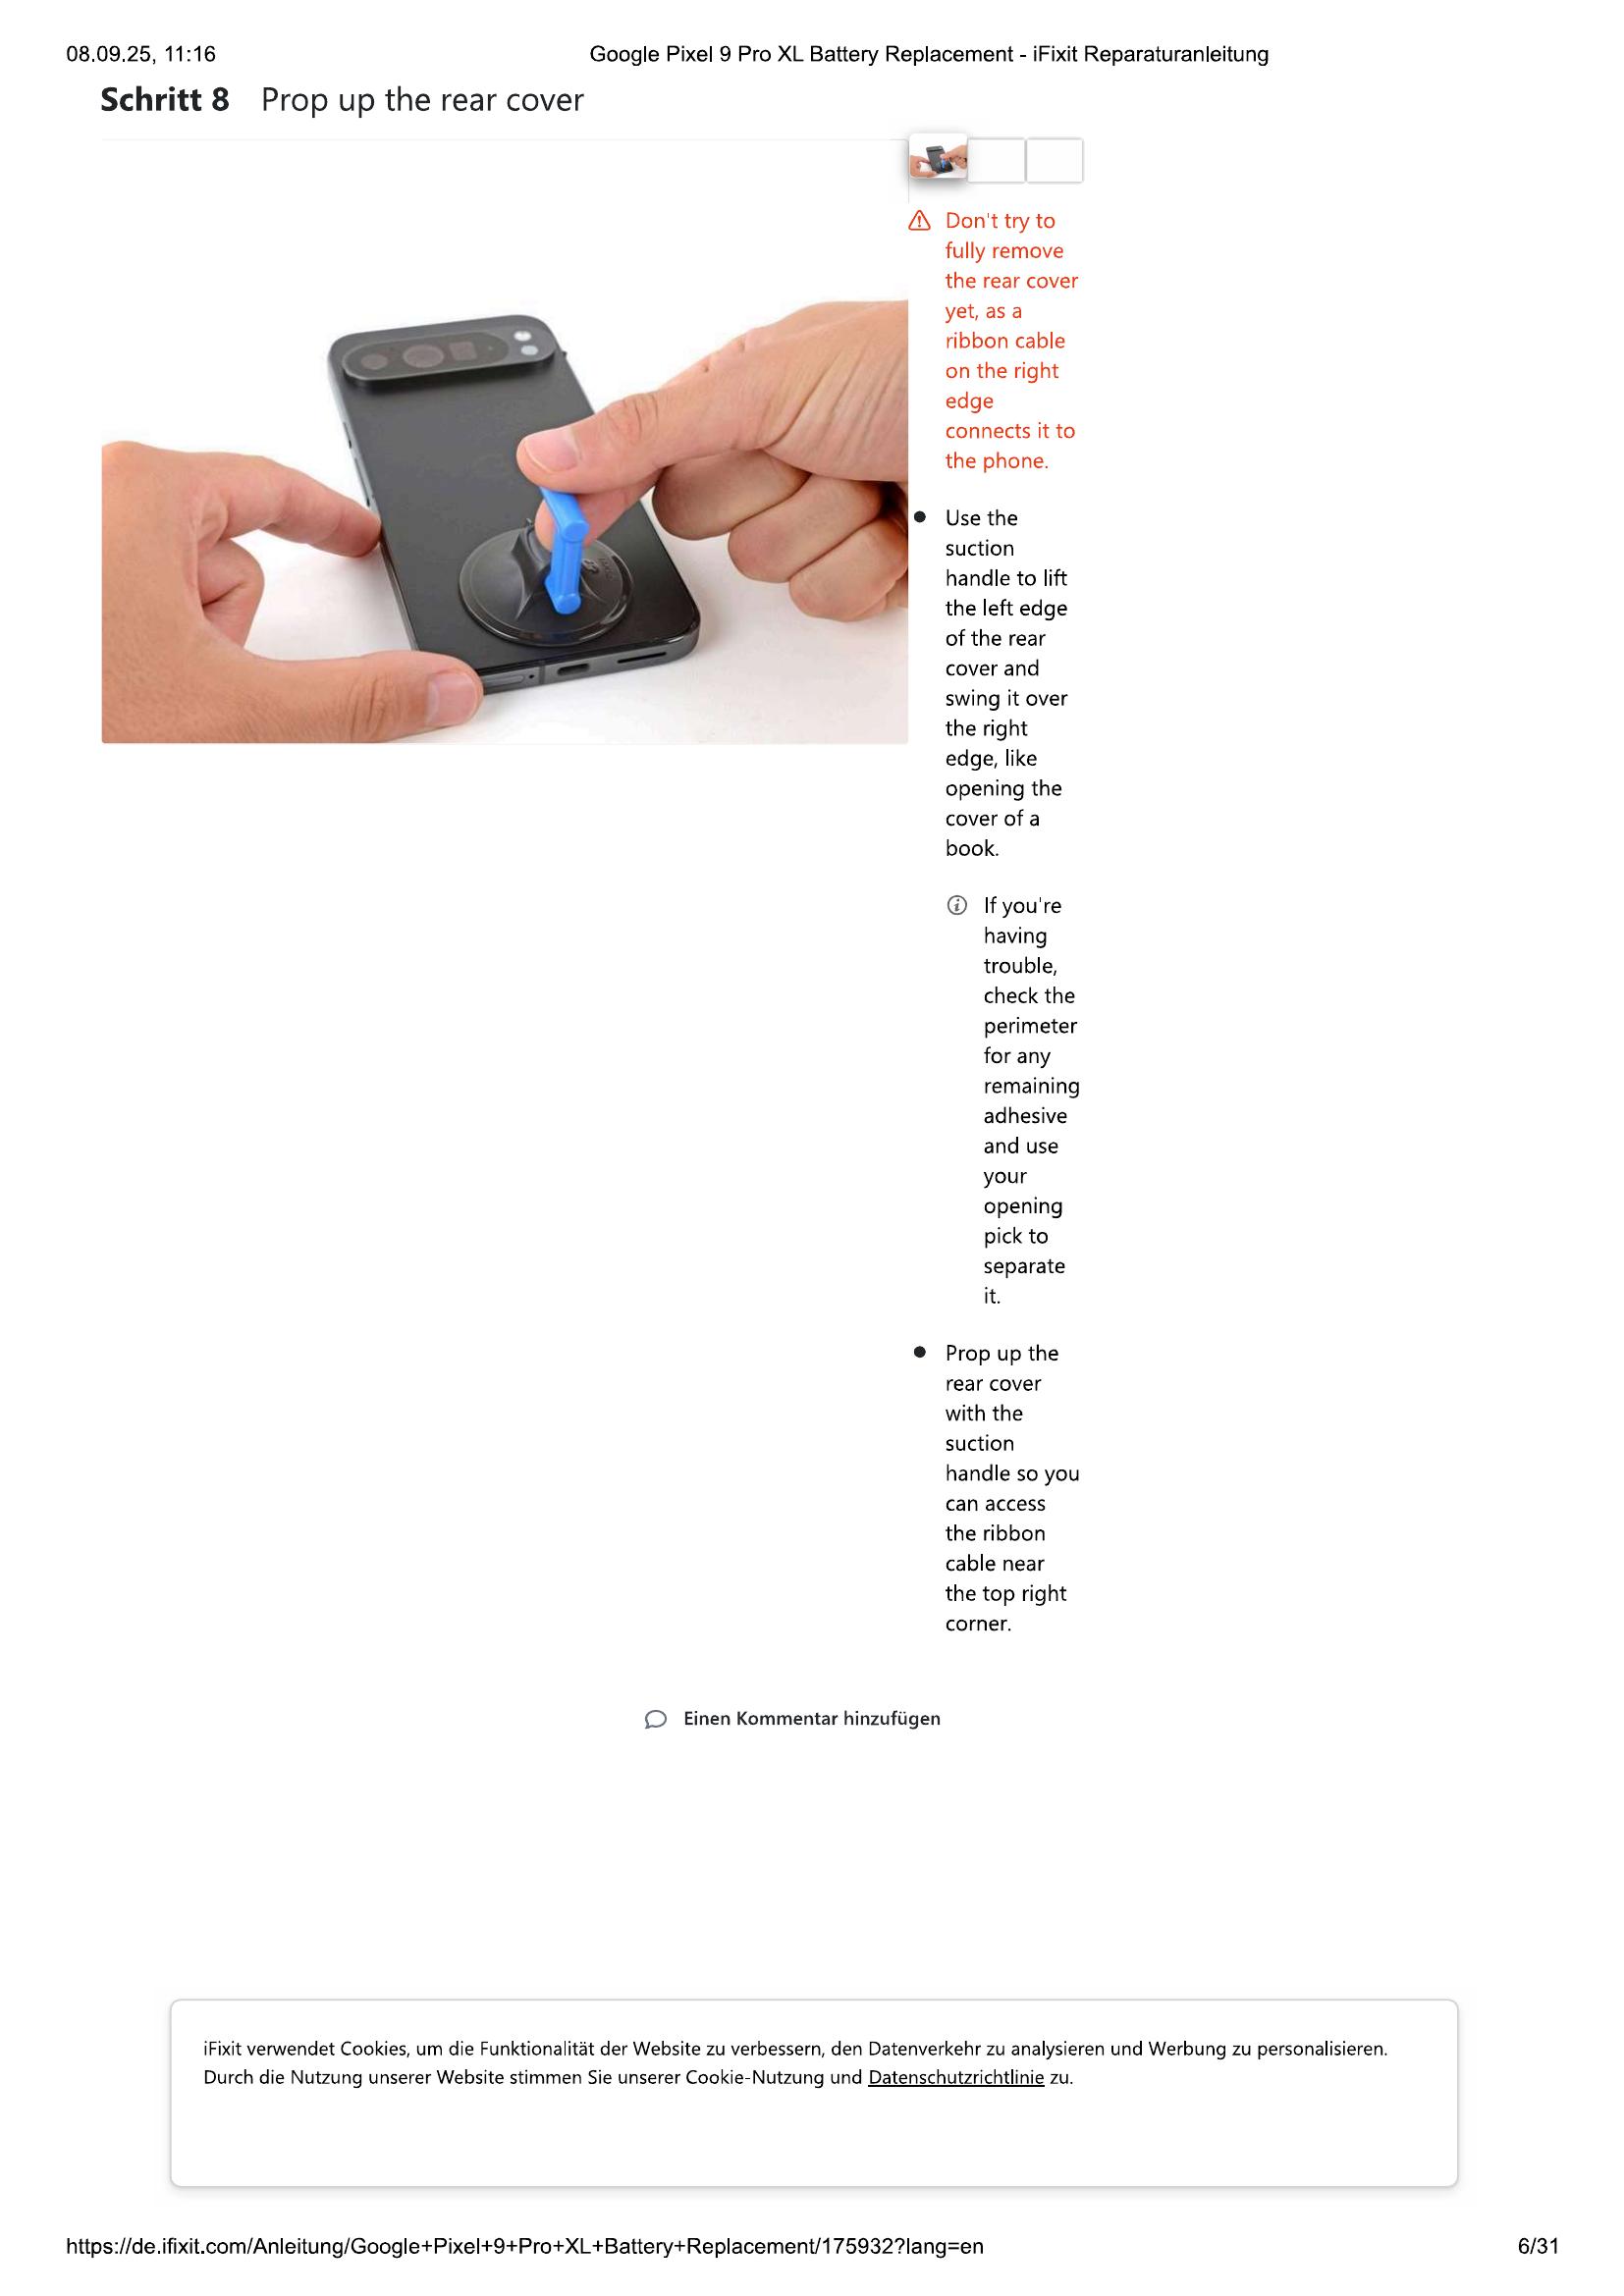 08.09.25, 11:16
Google Pixel 9 Pro XL Battery Replacement - iFixit Reparaturanleitung
Schritt 8 Prop up the rear cover
Don't try to
fully remove
the rear cover
yet, as a
ribbon cable
on the right
edge
connects it to
the phone.
Use the
suction
handle to lift
the left edge
of the rear
cover and
swing it over
the right
edge, like
opening the
cover of a
book.
If you're
having
trouble,
check the
perimeter
for any
remaining
adhesive
and use
your
opening
pick to
separate
it.
Prop up the
rear cover
with the
suction
handle so you
can access
the ribbon
cable near
the top right
corner.
Einen Kommentar hinzufügen
iFixit verwendet Cookies, um die Funktionalität der Website zu verbessern, den Datenverkehr zu analysieren und Werbung zu personalisieren.
Durch die Nutzung unserer Website stimmen Sie unserer Cookie-Nutzung und Datenschutzrichtlinie zu.
https://de.ifixit.com/Anleitung/Google+Pixel+9+Pro+XL+Battery+Replacement/175932?lang=en
6/31